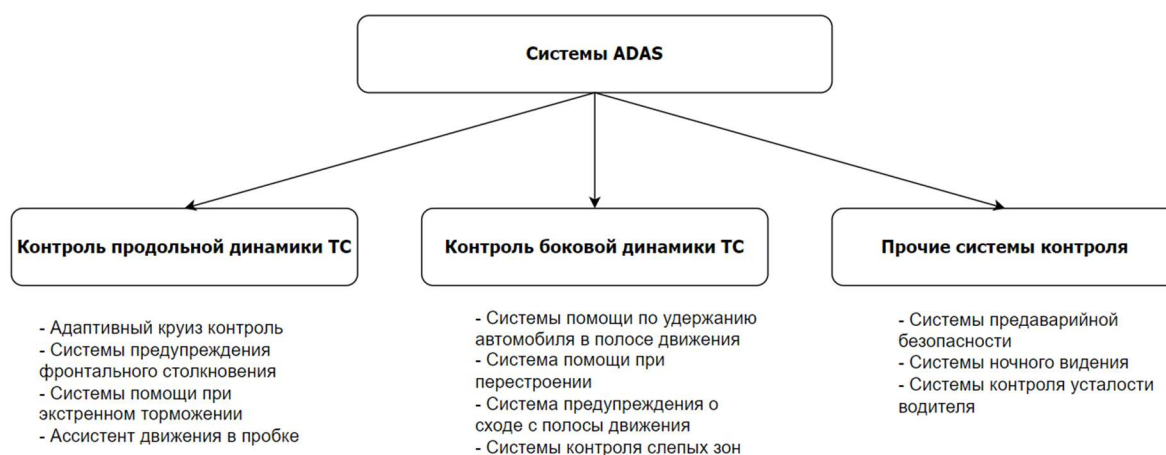 Системы ADAS
Контроль продольной динамики ТС
Контроль боковой динамики ТС
Прочие системы контроля
- Адаптивный круиз контроль
- Системы предупреждения
фронтального столкновения
- Системы помощи при
экстренном торможении
- Ассистент движения в пробке
- Системы помощи по удержанию
автомобиля в полосе движения
- Система помощи при
перестроении
- Система предупреждения о
сходе с полосы движения
- Системы контроля слепых зон
- Системы предаварийной
безопасности
- Системы ночного видения
- Системы контроля усталости
водителя